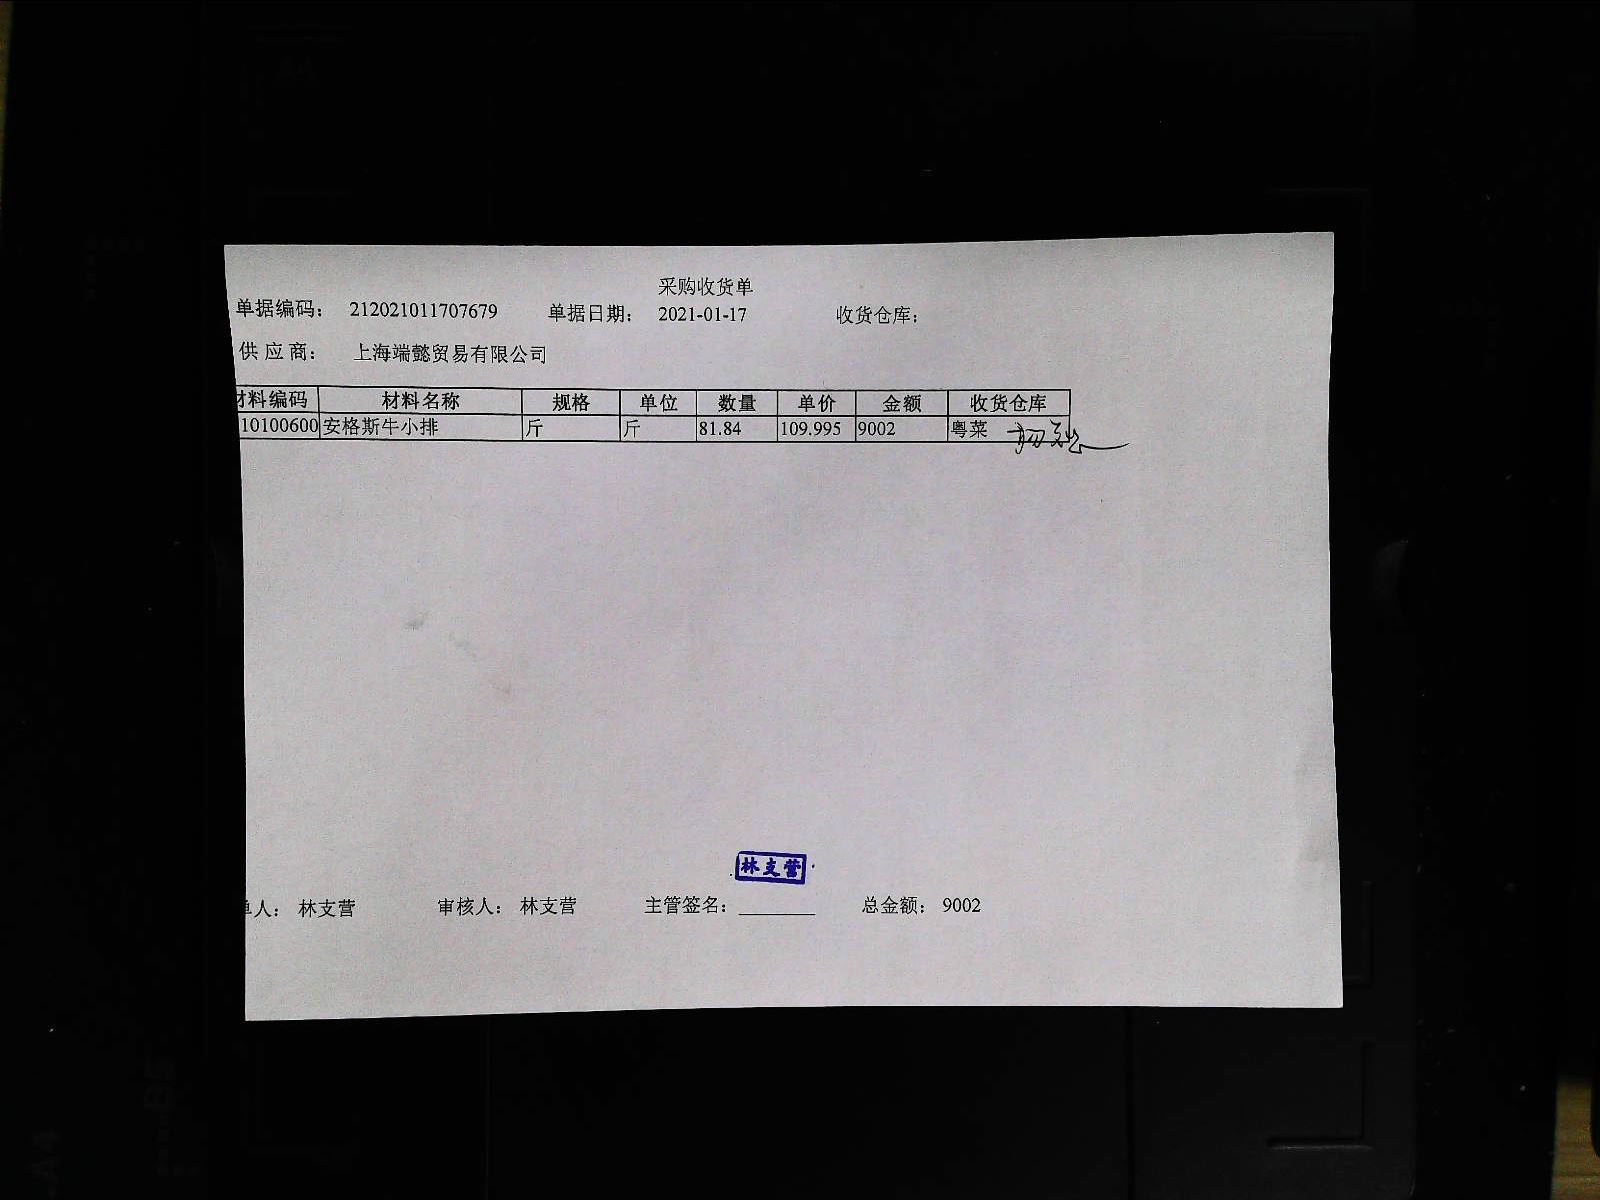 采购收货单
单据编码： 212021011707679 单据日期： 2021-01-17 收货仓库：
供应商： 上海端懿贸易有限公司
材料编码 材料名称 规格 单位 数量 单价 金额 收货仓库
10100600 安格斯牛小排 斤 斤 81.84 109.995 9002 粤菜
林支营
单人： 林支营 审核人： 林支营 主管签名： 总金额： 9002